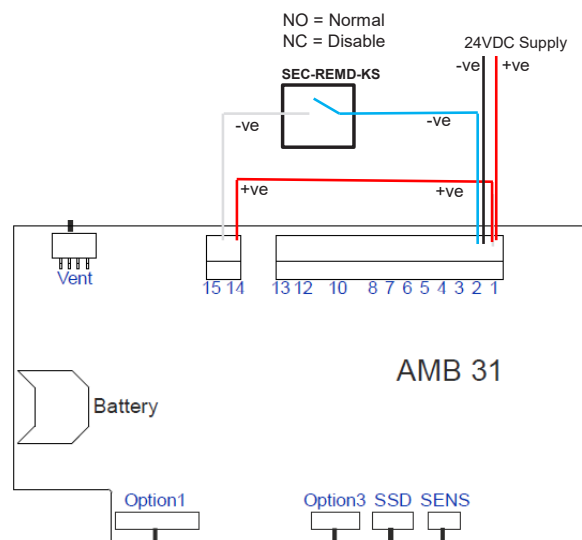 NO = Normal
NC = Disable
24VDC Supply
-ve +ve
SEC-REMD-KS
-ve -ve
+ve +ve
Vent
15 14 13 12 10 8 7 6 5 4 3 2 1
AMB 31
Battery
Option1 Option3 SSD SENS